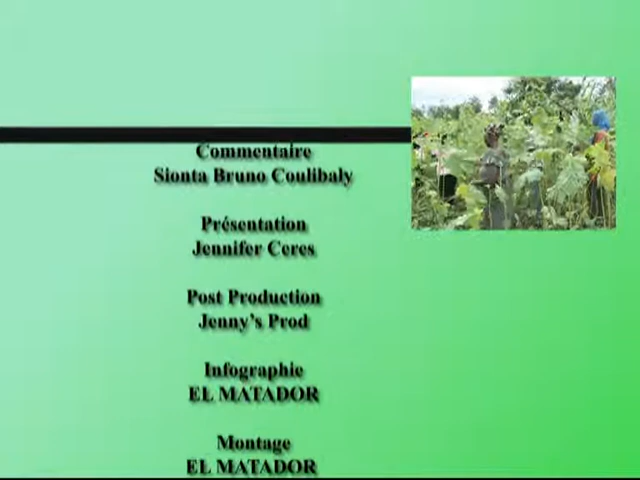 Commentaire
Sionta Bruno Coulibaly
Présentation
Jennifer Ceres
Post Production
Jenny's Prod
Infographie
EL MATADOR
Montage
EL MATADOR